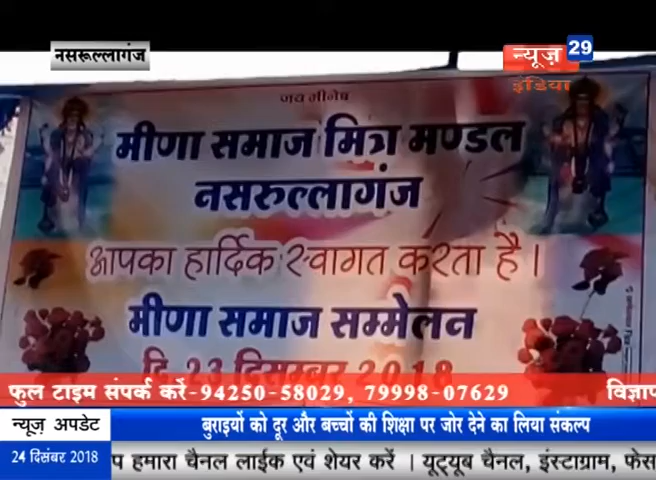 नसरूल्लागंज
न्यूज़ 29
इंडिया
जय मीनेष
मीणा समाज मित्र मण्डल
नसरुल्लागंज
आपका हार्दिक स्वागत करता है।
मीणा समाज सम्मेलन
दि. 23 दिसम्बर 2018
फुल टाइम संपर्क करें-94250-58029, 79998-07629
न्यूज़ अपडेट
बुराइयों को दूर और बच्चों की शिक्षा पर जोर देने का लिया संकल्प
24 दिसंबर 2018
हमारा चैनल लाईक एवं शेयर करें | यूट्यूब चैनल, इंस्टाग्राम,